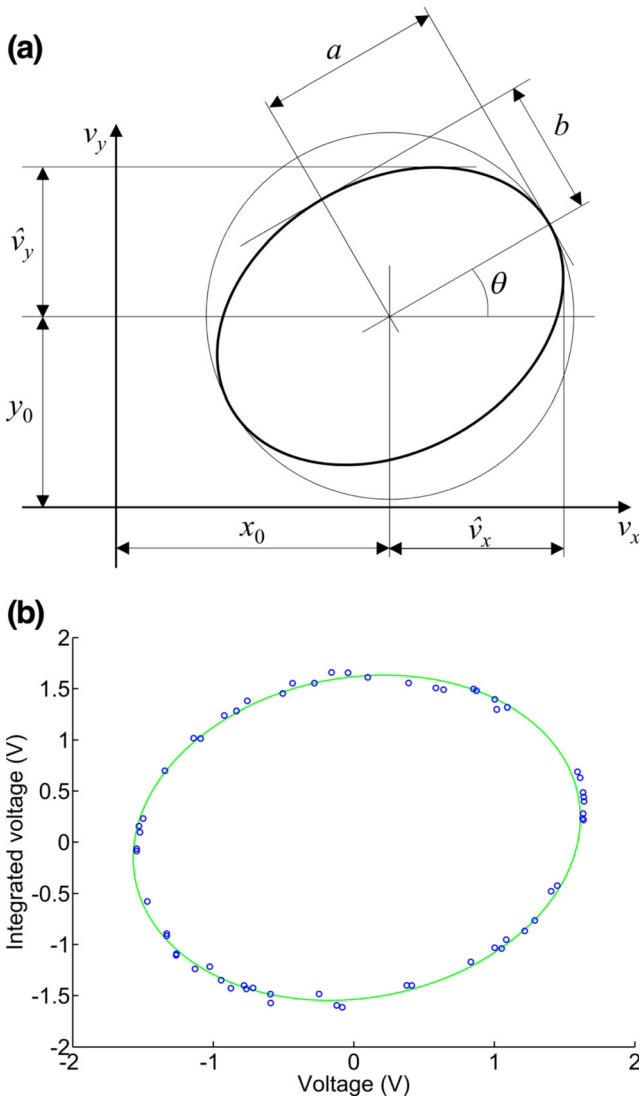 (a)
a
b
v_y
v̂_y
θ
y_0
x_0
v̂_x
v_x
(b)
2
1.5
1
0.5
0
-0.5
-1
-1.5
-2
Integrated voltage (V)
-2 -1 0 1 2
Voltage (V)